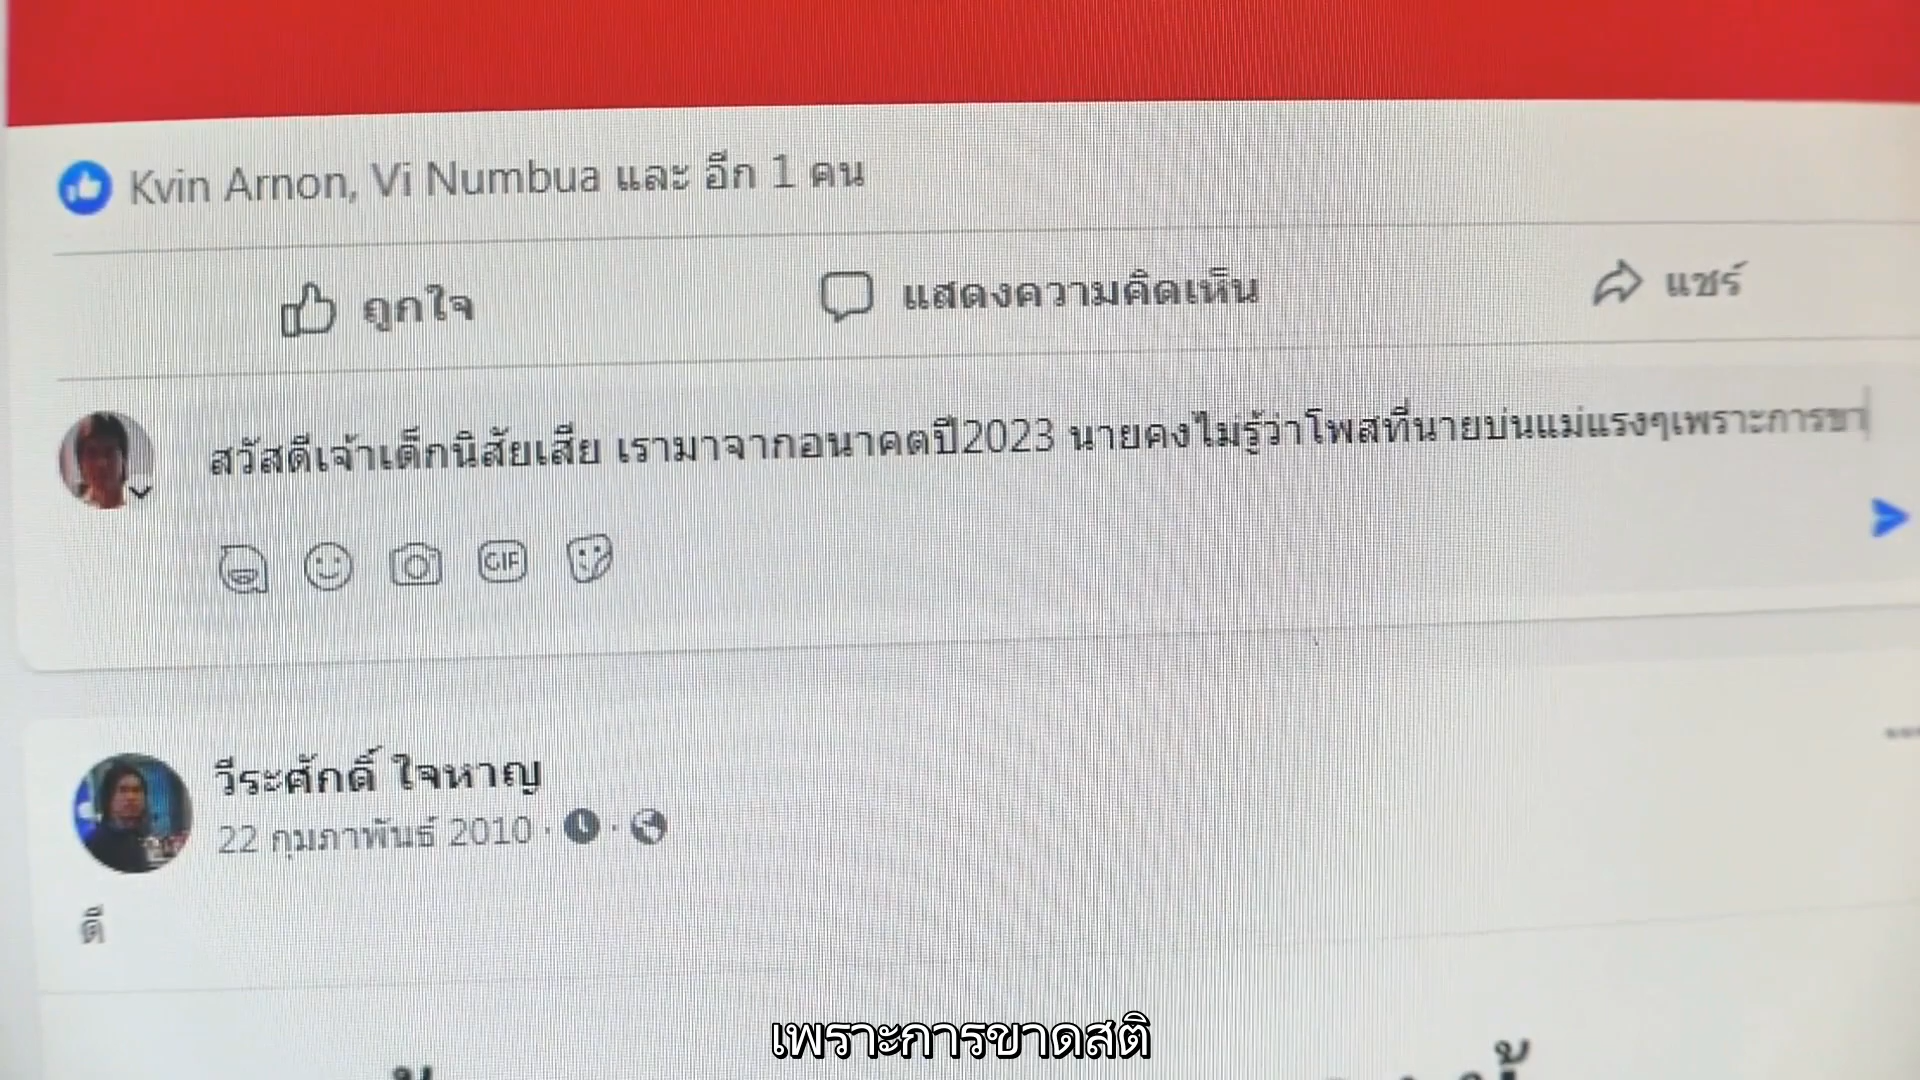 Kvin Arnon, Vi Numbua และ อีก 1 คน
ถูกใจ
แสดงความคิดเห็น
แชร์
สวัสดีเจ้าเด็กนิสัยเสีย เรามาจากอนาคตปี2023 นายคงไม่รู้ว่าโพสที่นายบ่นแม่แรงๆเพราะการขา
GIF
วีระศักดิ์ ใจหาญ
22 กุมภาพันธ์ 2010
ดี
เพราะการขาดสติ